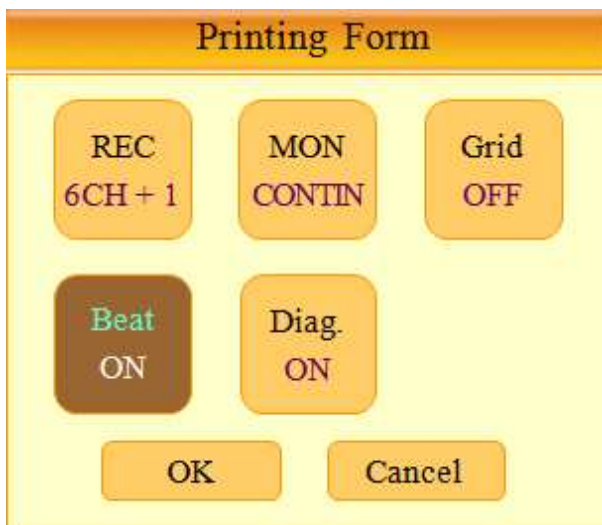 Printing Form
REC
6CH + 1
MON
CONTIN
Grid
OFF
Beat
ON
Diag.
ON
OK
Cancel